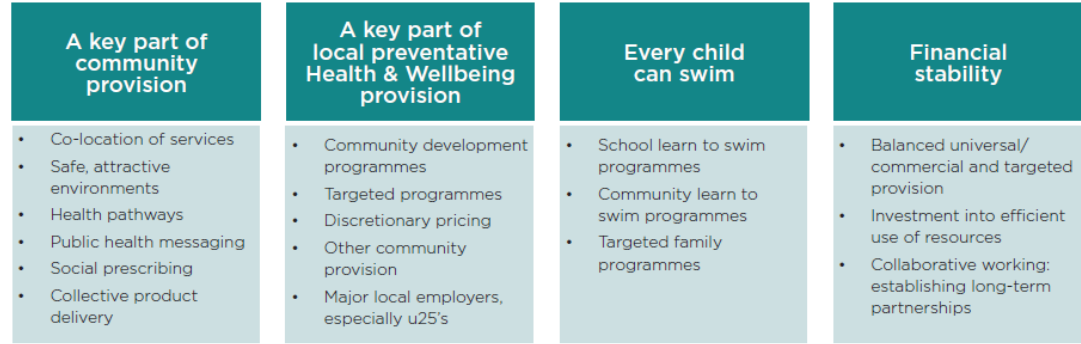 A key part of
community
provision
• Co-location of services
• Safe, attractive
environments
• Health pathways
• Public health messaging
• Social prescribing
• Collective product
delivery
A key part of
local preventative
Health & Wellbeing
provision
• Community development
programmes
• Targeted programmes
• Discretionary pricing
• Other community
provision
• Major local employers,
especially u25's
Every child
can swim
• School learn to swim
programmes
• Community learn to
swim programmes
• Targeted family
programmes
Financial
stability
• Balanced universal/
commercial and targeted
provision
• Investment into efficient
use of resources
• Collaborative working:
establishing long-term
partnerships